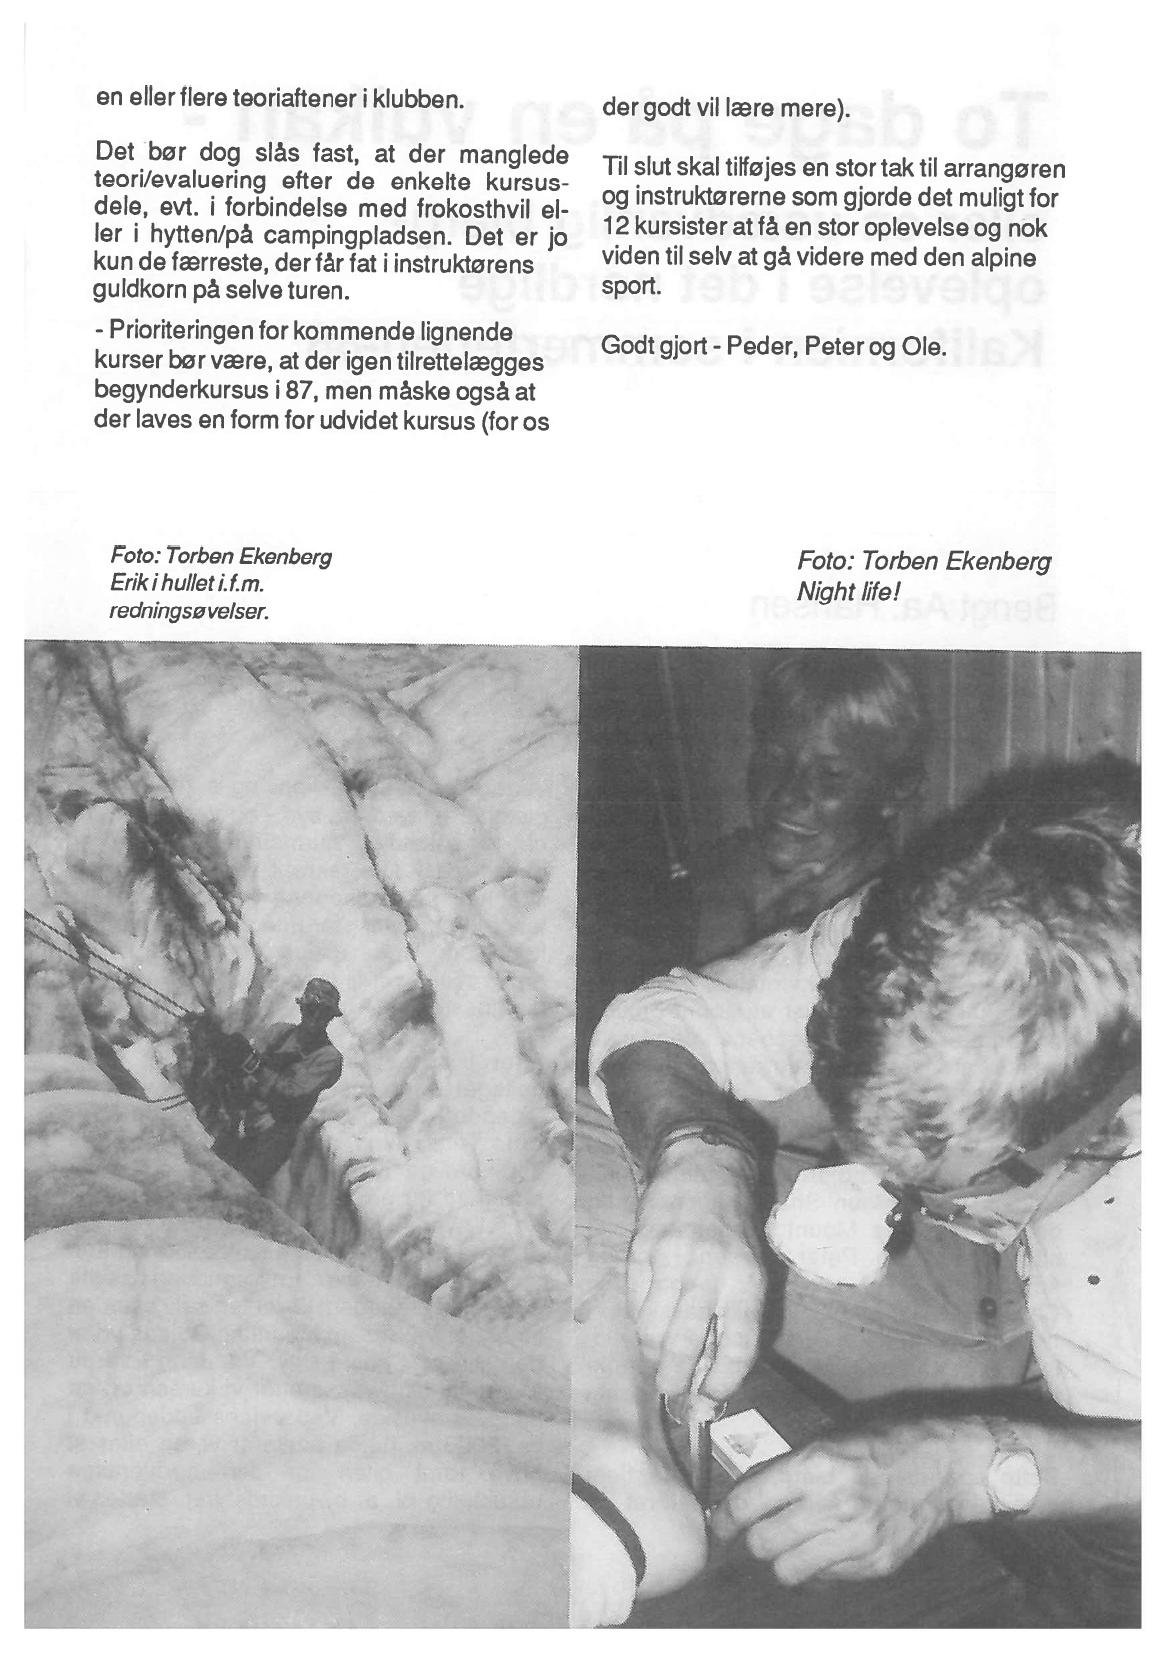 en eller flere teoriaftener i klubben.
Det bør dog slås fast, at der manglede
teori/evaluering efter de enkelte kursus-
dele, evt. i forbindelse med frokosthvil el-
ler i hytten/på campingpladsen. Det er jo
kun de færreste, der får fat i instruktørens
guldkorn på selve turen.
- Prioriteringen for kommende lignende
kurser bør være, at der igen tilrettelægges
begynderkursus i 87, men måske også at
der laves en form for udvidet kursus (for os
der godt vil lære mere).
Til slut skal tilføjes en stor tak til arrangøren
og instruktørerne som gjorde det muligt for
12 kursister at få en stor oplevelse og nok
viden til selv at gå videre med den alpine
sport.
Godt gjort - Peder, Peter og Ole.
Foto: Torben Ekenberg
Erik i hullet i.f.m.
redningsøvelser.
Foto: Torben Ekenberg
Night life!